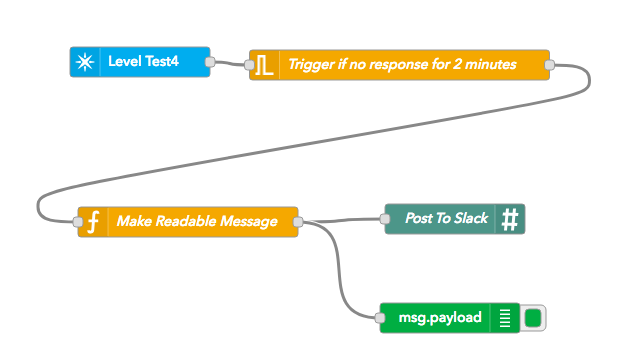 Level Test4
Trigger if no response for 2 minutes
Make Readable Message
Post To Slack
msg.payload